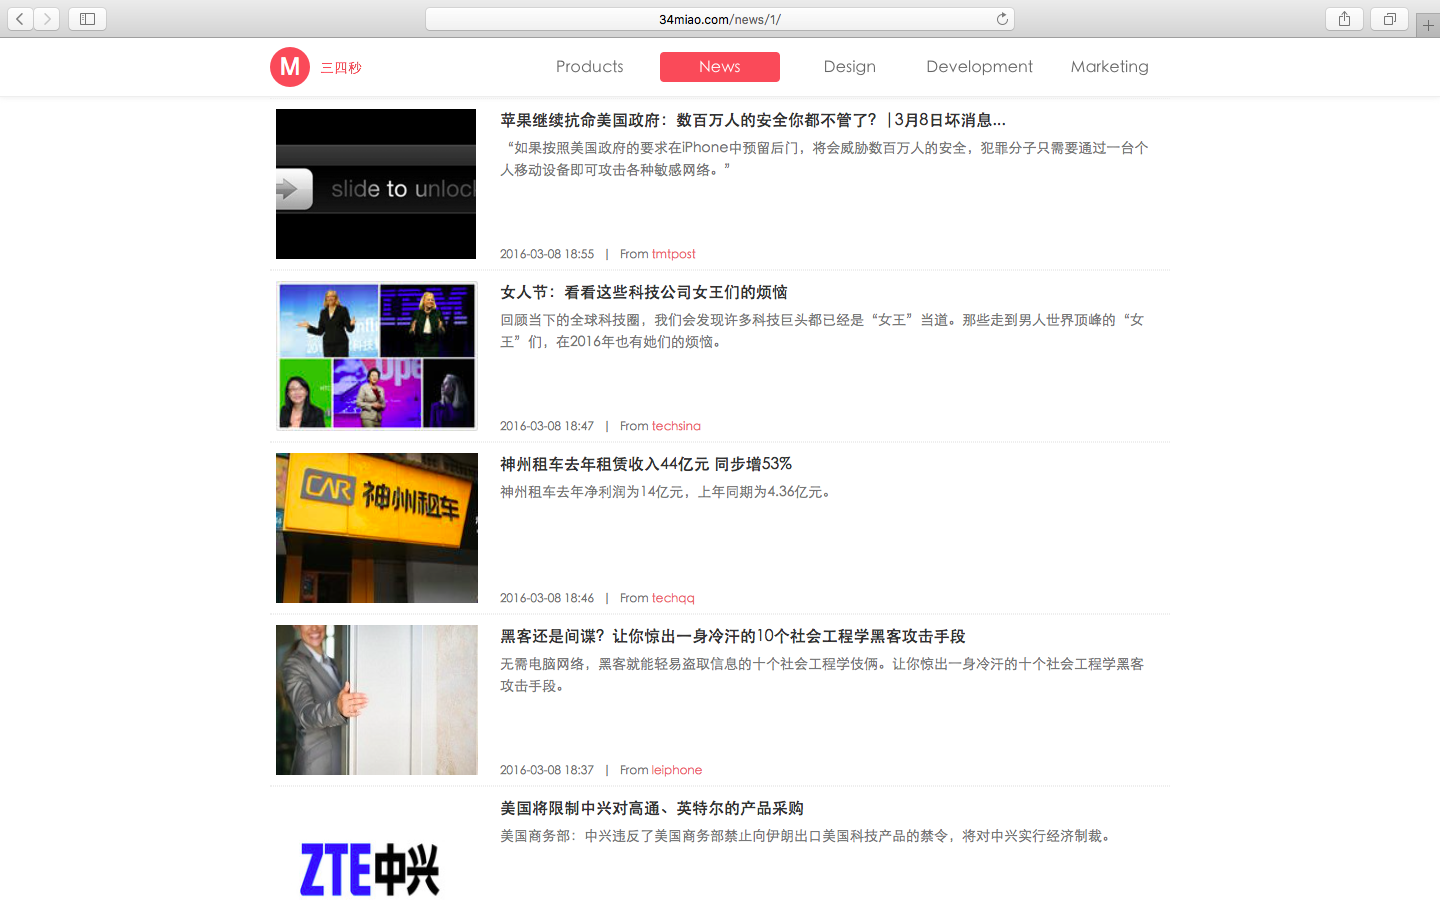 34miao.com/news/1/
M 三四秒
Products News Design Development Marketing
苹果继续抗命美国政府：数百万人的安全你都不管了？ | 3月8日坏消息...
“如果按照美国政府的要求在iPhone中预留后门，将会威胁数百万人的安全，犯罪分子只需要通过一台个
人移动设备即可攻击各种敏感网络。”
slide to unlock
2016-03-08 18:55 | From tmtpost
女人节：看看这些科技公司女王们的烦恼
回顾当下的全球科技圈，我们会发现许多科技巨头都已经是“女王”当道。那些走到男人世界顶峰的“女
王”们，在2016年也有她们的烦恼。
IBM
2016-03-08 18:47 | From techsina
神州租车去年租赁收入44亿元 同步增53%
神州租车去年净利润为14亿元，上年同期为4.36亿元。
CAR 神州租车
2016-03-08 18:46 | From techqq
黑客还是间谍？让你惊出一身冷汗的10个社会工程学黑客攻击手段
无需电脑网络，黑客就能轻易盗取信息的十个社会工程学伎俩。让你惊出一身冷汗的十个社会工程学黑客
攻击手段。
2016-03-08 18:37 | From leiphone
美国将限制中兴对高通、英特尔的产品采购
美国商务部：中兴违反了美国商务部禁止向伊朗出口美国科技产品的禁令，将对中兴实行经济制裁。
ZTE中兴